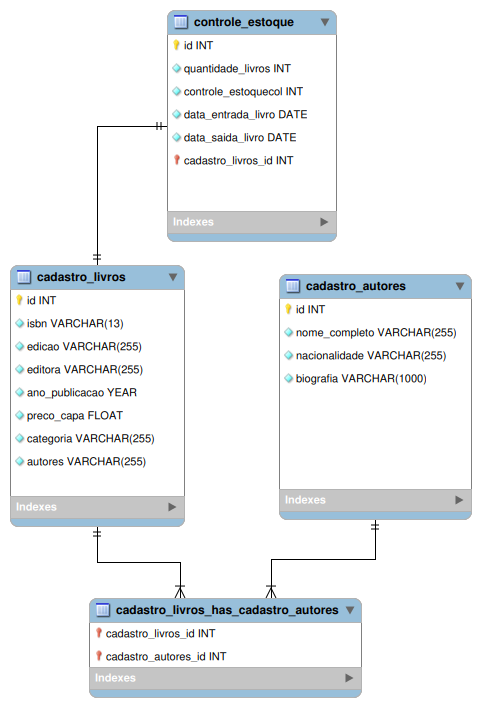 controle_estoque
id INT
quantidade_livros INT
controle_estoquecol INT
data_entrada_livro DATE
data_saida_livro DATE
cadastro_livros_id INT
Indexes
cadastro_livros
id INT
isbn VARCHAR(13)
edicao VARCHAR(255)
editora VARCHAR(255)
ano_publicacao YEAR
preco_capa FLOAT
categoria VARCHAR(255)
autores VARCHAR(255)
Indexes
cadastro_autores
id INT
nome_completo VARCHAR(255)
nacionalidade VARCHAR(255)
biografia VARCHAR(1000)
Indexes
cadastro_livros_has_cadastro_autores
cadastro_livros_id INT
cadastro_autores_id INT
Indexes